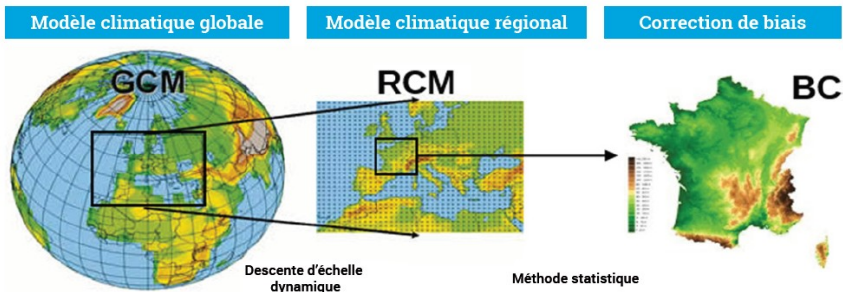 Modèle climatique globale
Modèle climatique régional
Correction de biais
GCM
RCM
BC
Descente d'échelle
dynamique
Méthode statistique